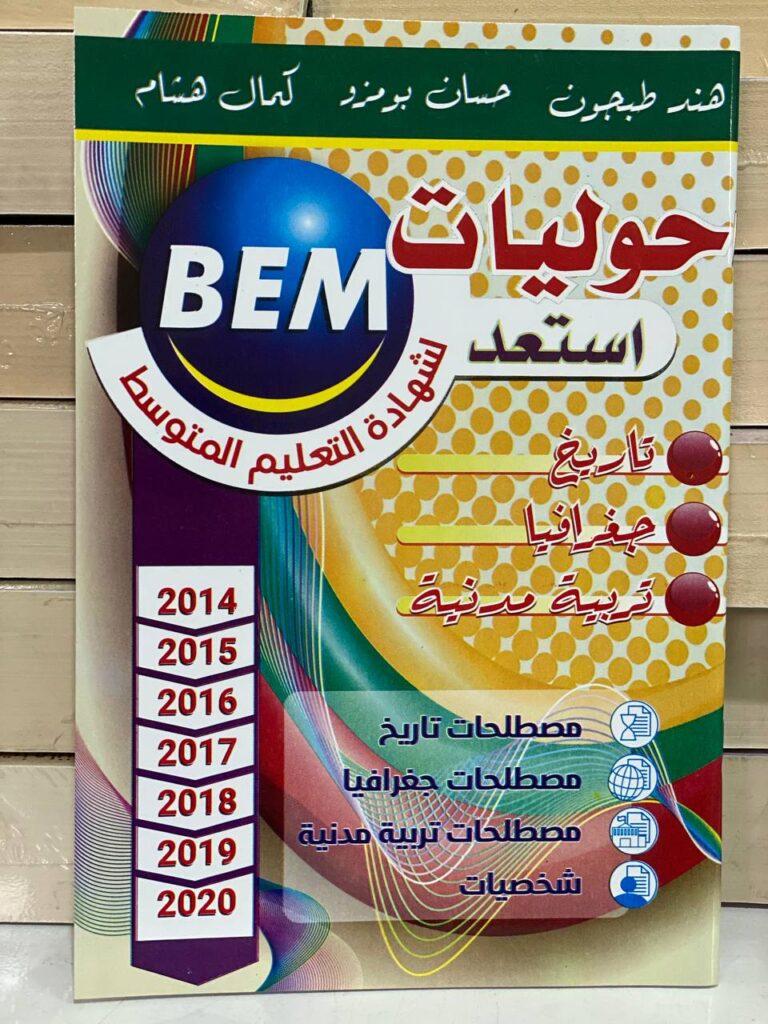 هند طبجون حسان بومزو كمال هشام
حوليات
BEM
استعد
لشهادة التعليم المتوسط
تاريخ
جغرافيا
تربية مدنية
2014
2015
2016
2017
2018
2019
2020
مصطلحات تاريخ
مصطلحات جغرافيا
مصطلحات تربية مدنية
شخصيات